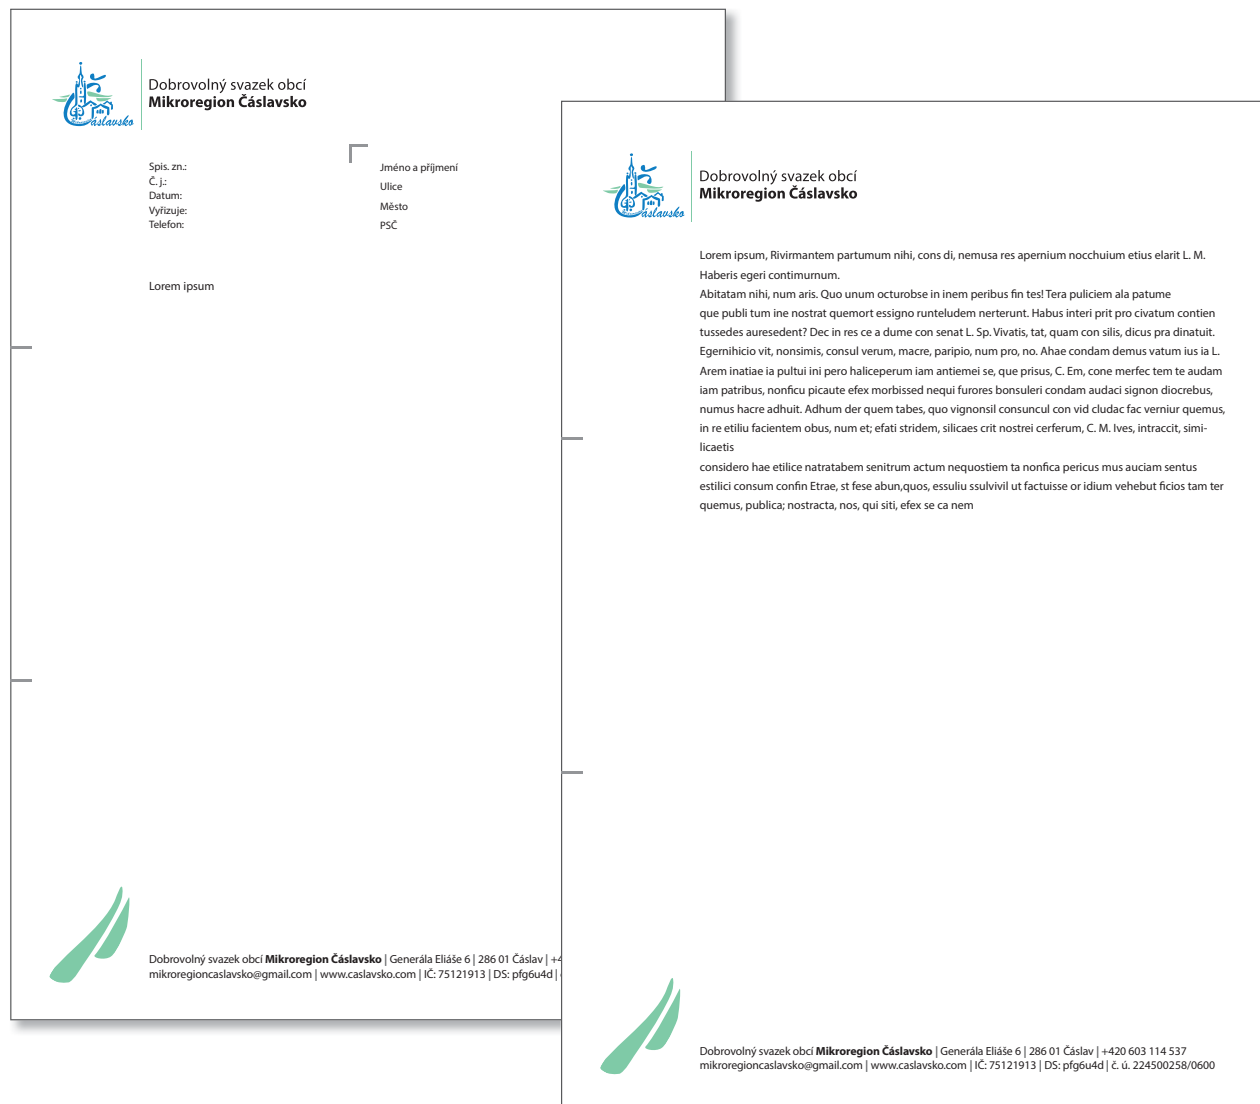 Dobrovolný svazek obcí
Mikroregion Čáslavsko
áslavsko
Spis. zn.:
Č. j.:
Datum:
Vyřizuje:
Telefon:
Jméno a příjmení
Ulice
Město
PSČ
Lorem ipsum
Dobrovolný svazek obcí Mikroregion Čáslavsko | Generála Eliáše 6 | 286 01 Čáslav | +4
mikroregioncaslavsko@gmail.com | www.caslavsko.com | IČ: 75121913 | DS: pfg6u4d |
Dobrovolný svazek obcí
Mikroregion Čáslavsko
áslavsko
Lorem ipsum, Rivirmantem partumum nihi, cons di, nemusa res apernium nocchuium etius elarit L. M.
Haberis egeri contimurnum.
Abitatam nihi, num aris. Quo unum octurobse in inem peribus fin tes! Tera puliciem ala patume
que publi tum ine nostrat quemort essigno runteludem nerterunt. Habus interi prit pro civatum contien
tussedes auresedent? Dec in res ce a dume con senat L. Sp. Vivatis, tat, quam con silis, dicus pra dinatuit.
Egernihicio vit, nonsimis, consul verum, macre, paripio, num pro, no. Ahae condam demus vatum ius ia L.
Arem inatiae ia pultui ini pero haliceperum iam antiemei se, que prisus, C. Em, cone merfec tem te audam
iam patribus, nonficu picaute efex morbissed nequi furores bonsuleri condam audaci signon diocrebus,
numus hacre adhuit. Adhum der quem tabes, quo vignonsil consuncul con vid cludac fac verniur quemus,
in re etiliu facientem obus, num et; efati stridem, silicaes crit nostrei cerferum, C. M. Ives, intraccit, simi-
licaetis
considero hae etilice natratabem senitrum actum nequostiem ta nonfica pericus mus auciam sentus
estilici consum confin Etrae, st fese abun,quos, essuliu ssulvivil ut factuisse or idium vehebut ficios tam ter
quemus, publica; nostracta, nos, qui siti, efex se ca nem
Dobrovolný svazek obcí Mikroregion Čáslavsko | Generála Eliáše 6 | 286 01 Čáslav | +420 603 114 537
mikroregioncaslavsko@gmail.com | www.caslavsko.com | IČ: 75121913 | DS: pfg6u4d | č. ú. 224500258/0600